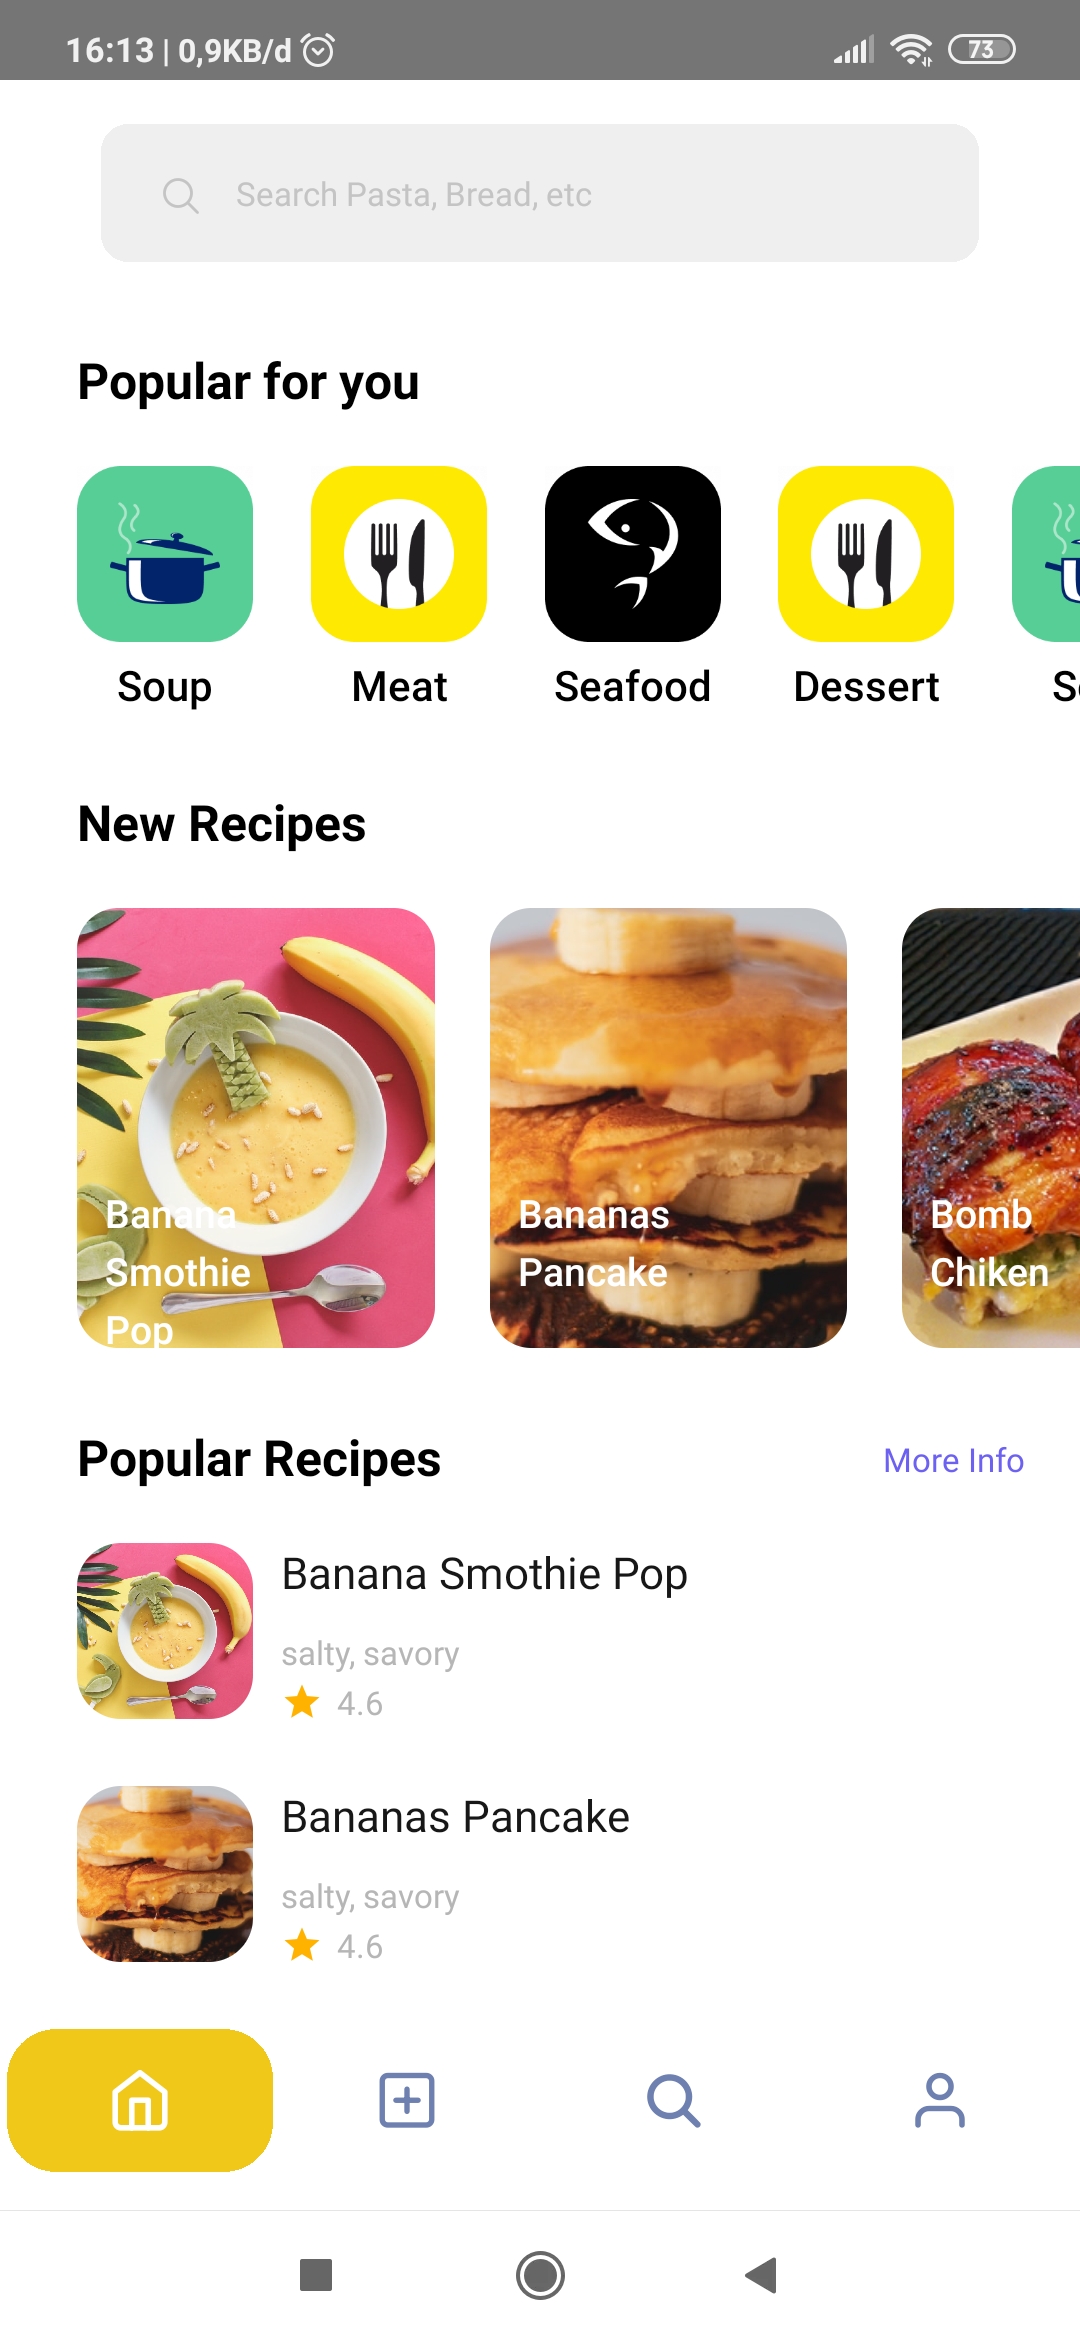 16:13 | 0,9KB/d
73
Search Pasta, Bread, etc
Popular for you
Soup Meat Seafood Dessert S
New Recipes
Banana
Smothie
Pop
Bananas
Pancake
Bomb
Chiken
Popular Recipes More Info
Banana Smothie Pop
salty, savory
4.6
Bananas Pancake
salty, savory
4.6